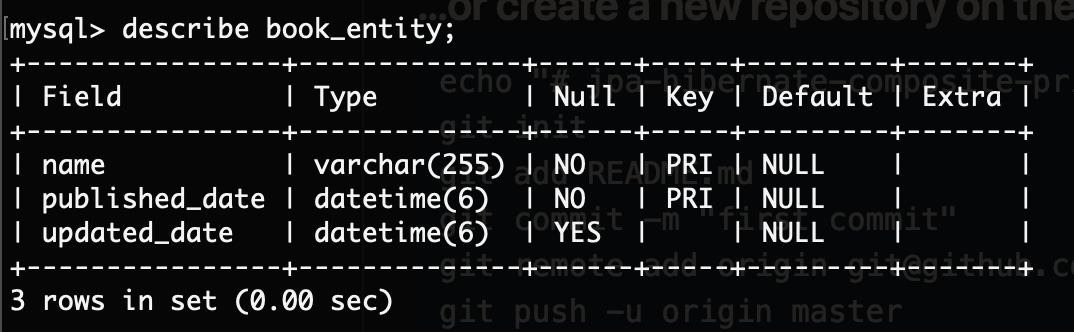 ...or create a new repository on the
mysql> describe book_entity;
+----------------+--------------+------+-----+---------+-------+
| Field          | Type         | Null | Key | Default | Extra |
+----------------+--------------+------+-----+---------+-------+
| name           | varchar(255) | NO   | PRI | NULL    |       |
| published_date | datetime(6)  | NO   | PRI | NULL    |       |
| updated_date   | datetime(6)  | YES  |     | NULL    |       |
+----------------+--------------+------+-----+---------+-------+
3 rows in set (0.00 sec)
echo "# jpa-hibernate-composite-pr
git init
git add README.md
git commit -m "first commit"
git remote add origin git@github.c
git push -u origin master